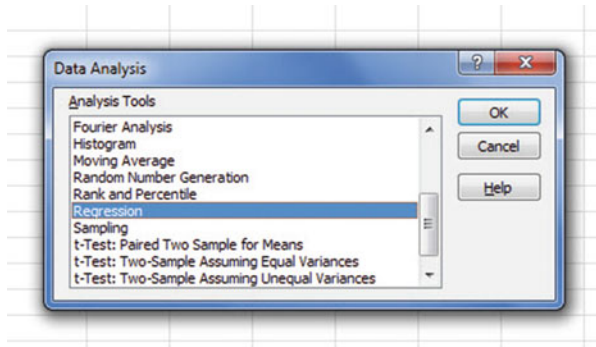 Data Analysis
Analysis Tools
Fourier Analysis
Histogram
Moving Average
Random Number Generation
Rank and Percentile
Regression
Sampling
t-Test: Paired Two Sample for Means
t-Test: Two-Sample Assuming Equal Variances
t-Test: Two-Sample Assuming Unequal Variances
OK
Cancel
Help